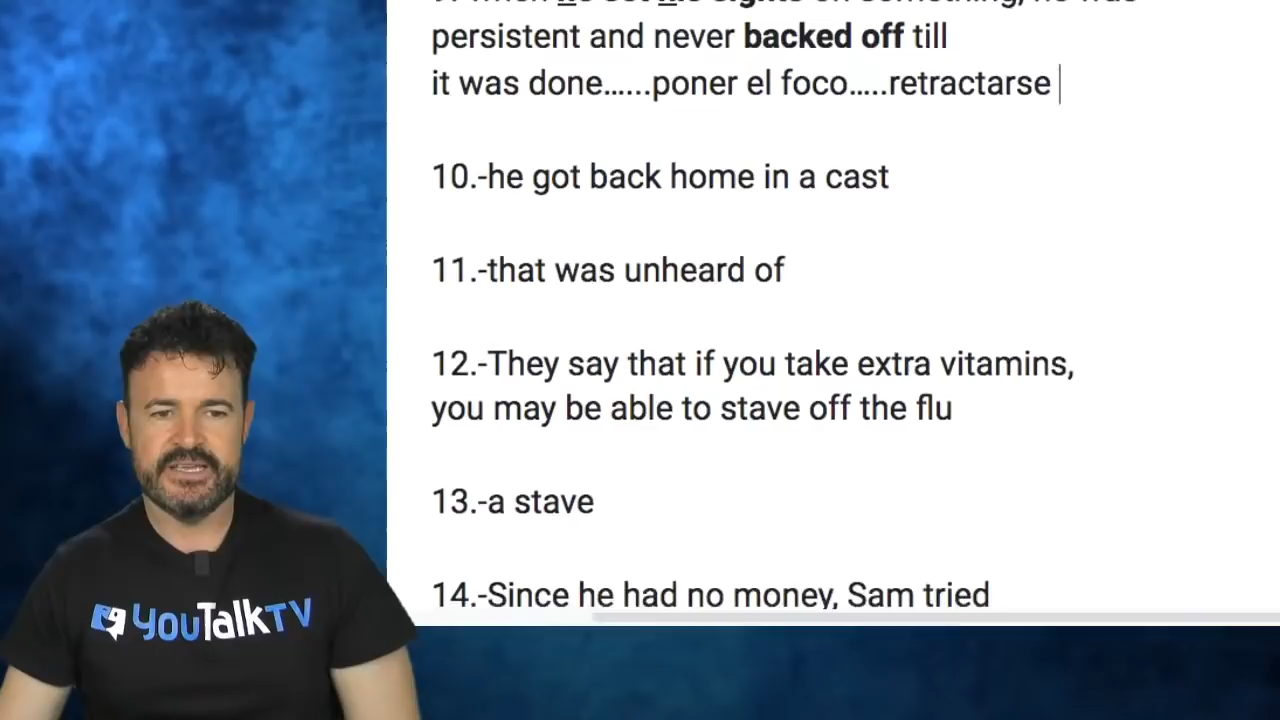 persistent and never backed off till
it was done......poner el foco.....retractarse
10.-he got back home in a cast
11.-that was unheard of
12.-They say that if you take extra vitamins,
you may be able to stave off the flu
13.-a stave
14.-Since he had no money, Sam tried
YouTalkTV